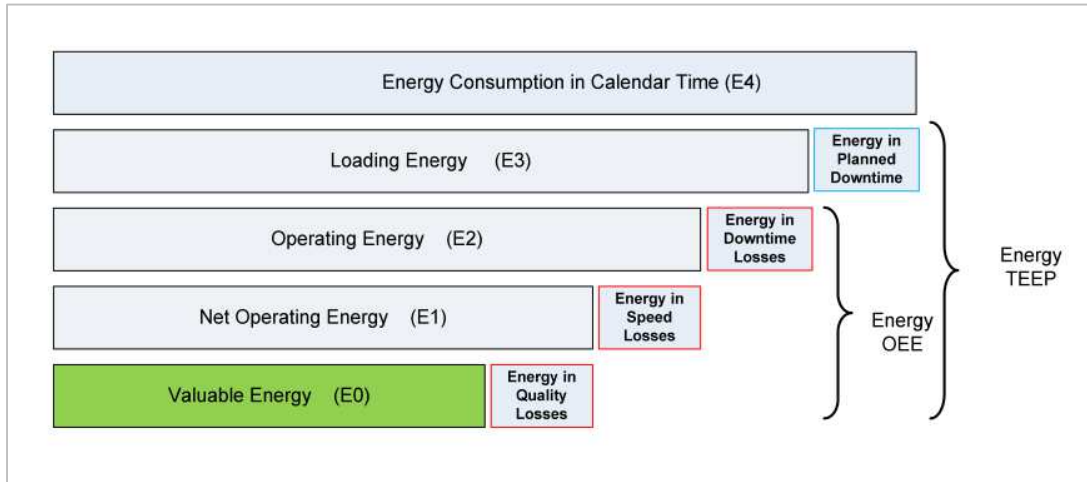 Energy Consumption in Calendar Time (E4)
Loading Energy (E3)
Energy in
Planned
Downtime
Operating Energy (E2)
Energy in
Downtime
Losses
Net Operating Energy (E1)
Energy in
Speed
Losses
Valuable Energy (E0)
Energy in
Quality
Losses
Energy
OEE
Energy
TEEP